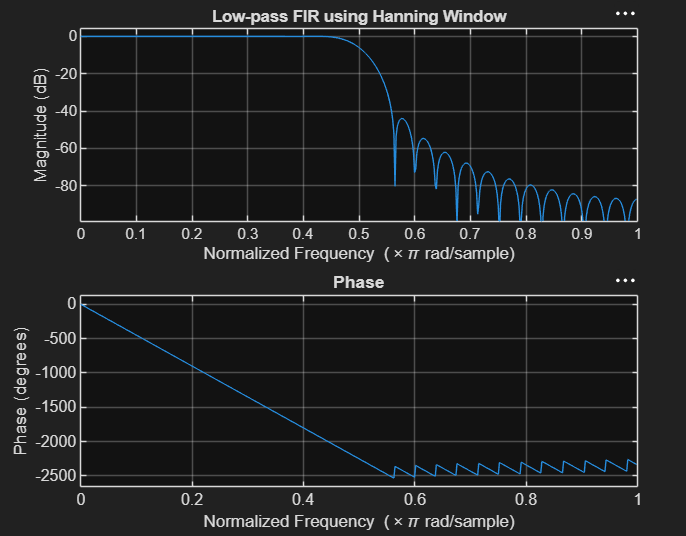 Low-pass FIR using Hanning Window
0
-20
-40
-60
-80
Magnitude (dB)
0 0.1 0.2 0.3 0.4 0.5 0.6 0.7 0.8 0.9 1
Normalized Frequency (× π rad/sample)
Phase
0
-500
-1000
-1500
-2000
-2500
Phase (degrees)
0 0.2 0.4 0.6 0.8 1
Normalized Frequency (× π rad/sample)